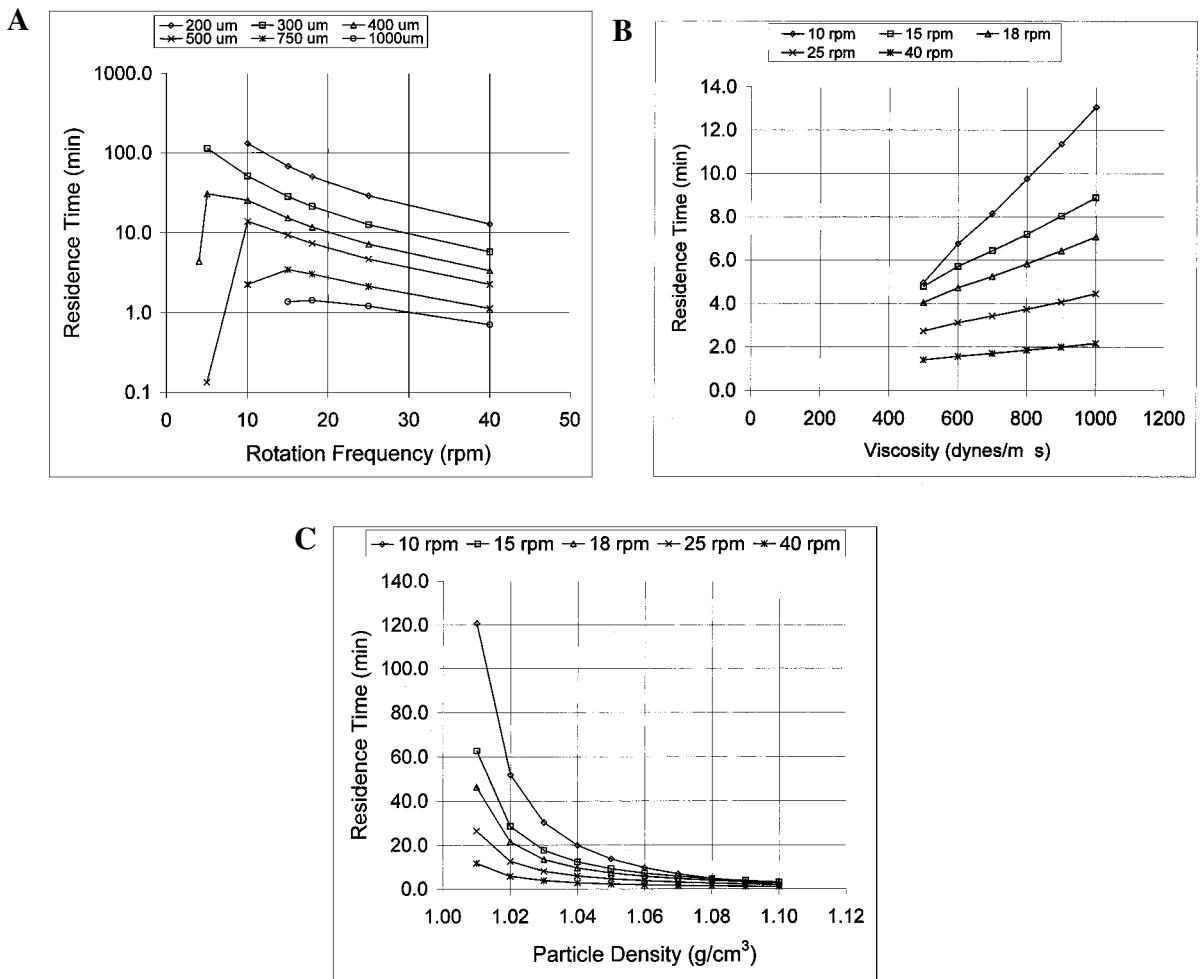 A
200 um 300 um 400 um
500 um 750 um 1000um
1000.0
100.0
10.0
1.0
0.1
Residence Time (min)
0 10 20 30 40 50
Rotation Frequency (rpm)
B
10 rpm 15 rpm 18 rpm
25 rpm 40 rpm
14.0
12.0
10.0
8.0
6.0
4.0
2.0
0.0
Residence Time (min)
0 200 400 600 800 1000 1200
Viscosity (dynes/m s)
C
10 rpm 15 rpm 18 rpm 25 rpm 40 rpm
140.0
120.0
100.0
80.0
60.0
40.0
20.0
0.0
Residence Time (min)
1.00 1.02 1.04 1.06 1.08 1.10 1.12
Particle Density (g/cm³)